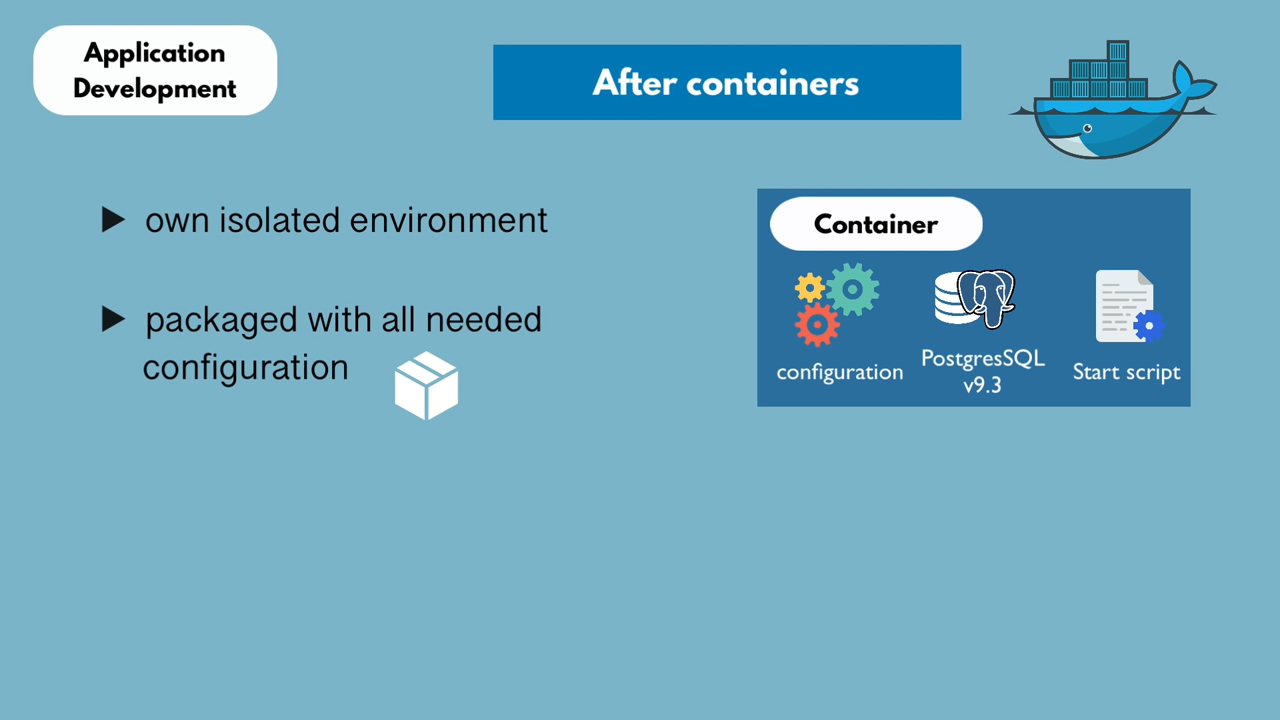 Application
Development
After containers
▶ own isolated environment
▶ packaged with all needed
configuration
Container
configuration
PostgresSQL
v9.3
Start script